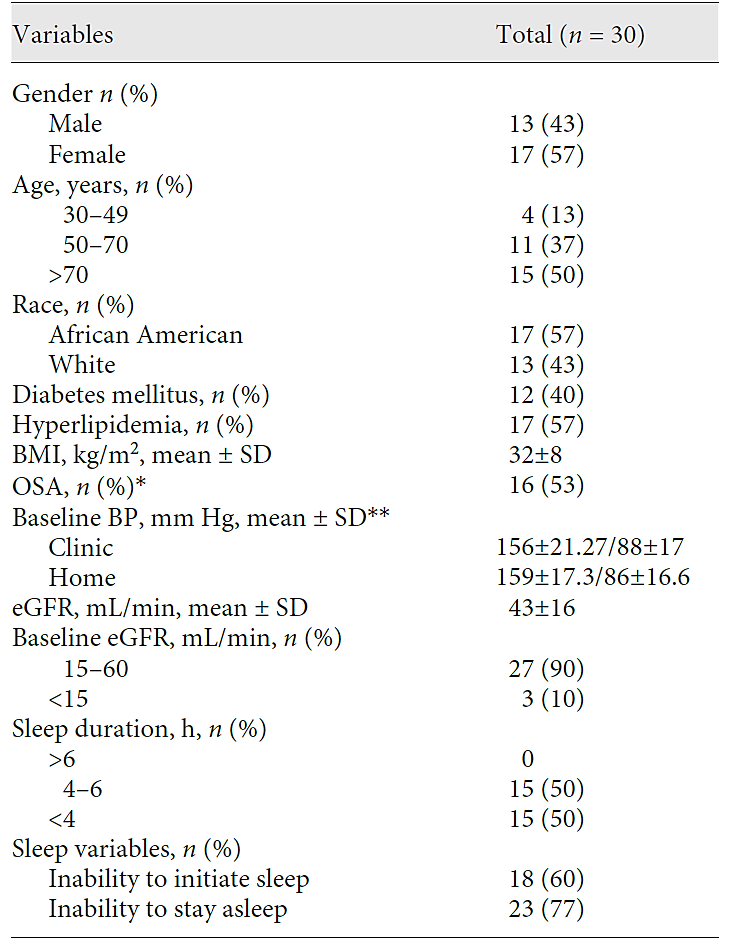 Variables Total (n = 30)
Gender n (%)
Male 13 (43)
Female 17 (57)
Age, years, n (%)
30–49 4 (13)
50–70 11 (37)
>70 15 (50)
Race, n (%)
African American 17 (57)
White 13 (43)
Diabetes mellitus, n (%) 12 (40)
Hyperlipidemia, n (%) 17 (57)
BMI, kg/m², mean ± SD 32±8
OSA, n (%)* 16 (53)
Baseline BP, mm Hg, mean ± SD**
Clinic 156±21.27/88±17
Home 159±17.3/86±16.6
eGFR, mL/min, mean ± SD 43±16
Baseline eGFR, mL/min, n (%)
15–60 27 (90)
<15 3 (10)
Sleep duration, h, n (%)
>6 0
4–6 15 (50)
<4 15 (50)
Sleep variables, n (%)
Inability to initiate sleep 18 (60)
Inability to stay asleep 23 (77)